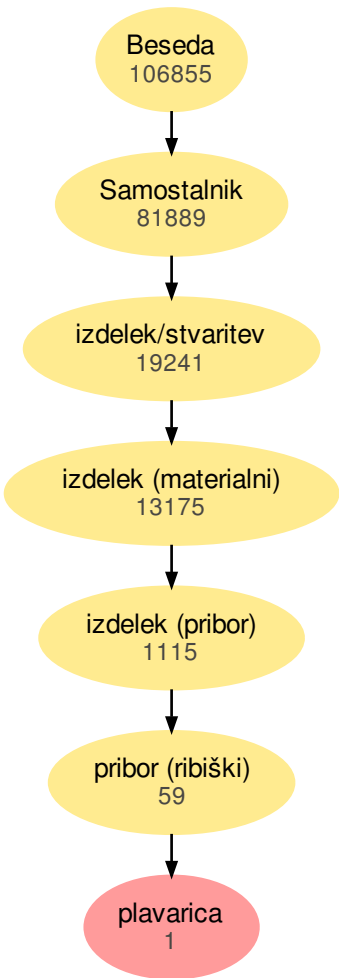 Beseda
106855
Samostalnik
81889
izdelek/stvaritev
19241
izdelek (materialni)
13175
izdelek (pribor)
1115
pribor (ribiški)
59
plavarica
1